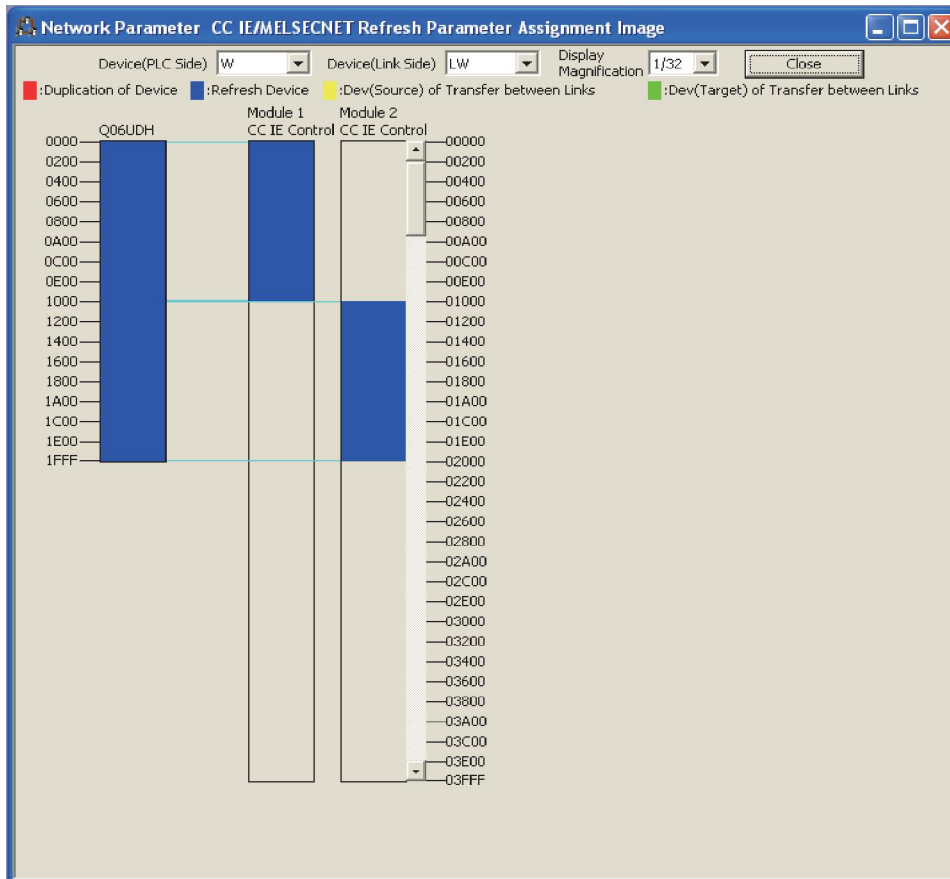 Network Parameter CC IE/MELSECNET Refresh Parameter Assignment Image
Device(PLC Side) W Device(Link Side) LW Display Magnification 1/32 Close
:Duplication of Device :Refresh Device :Dev(Source) of Transfer between Links :Dev(Target) of Transfer between Links
Module 1 Module 2
Q06UDH CC IE Control CC IE Control
0000 00000
0200 00200
0400 00400
0600 00600
0800 00800
0A00 00A00
0C00 00C00
0E00 00E00
1000 01000
1200 01200
1400 01400
1600 01600
1800 01800
1A00 01A00
1C00 01C00
1E00 01E00
1FFF 02000
02200
02400
02600
02800
02A00
02C00
02E00
03000
03200
03400
03600
03800
03A00
03C00
03E00
03FFF